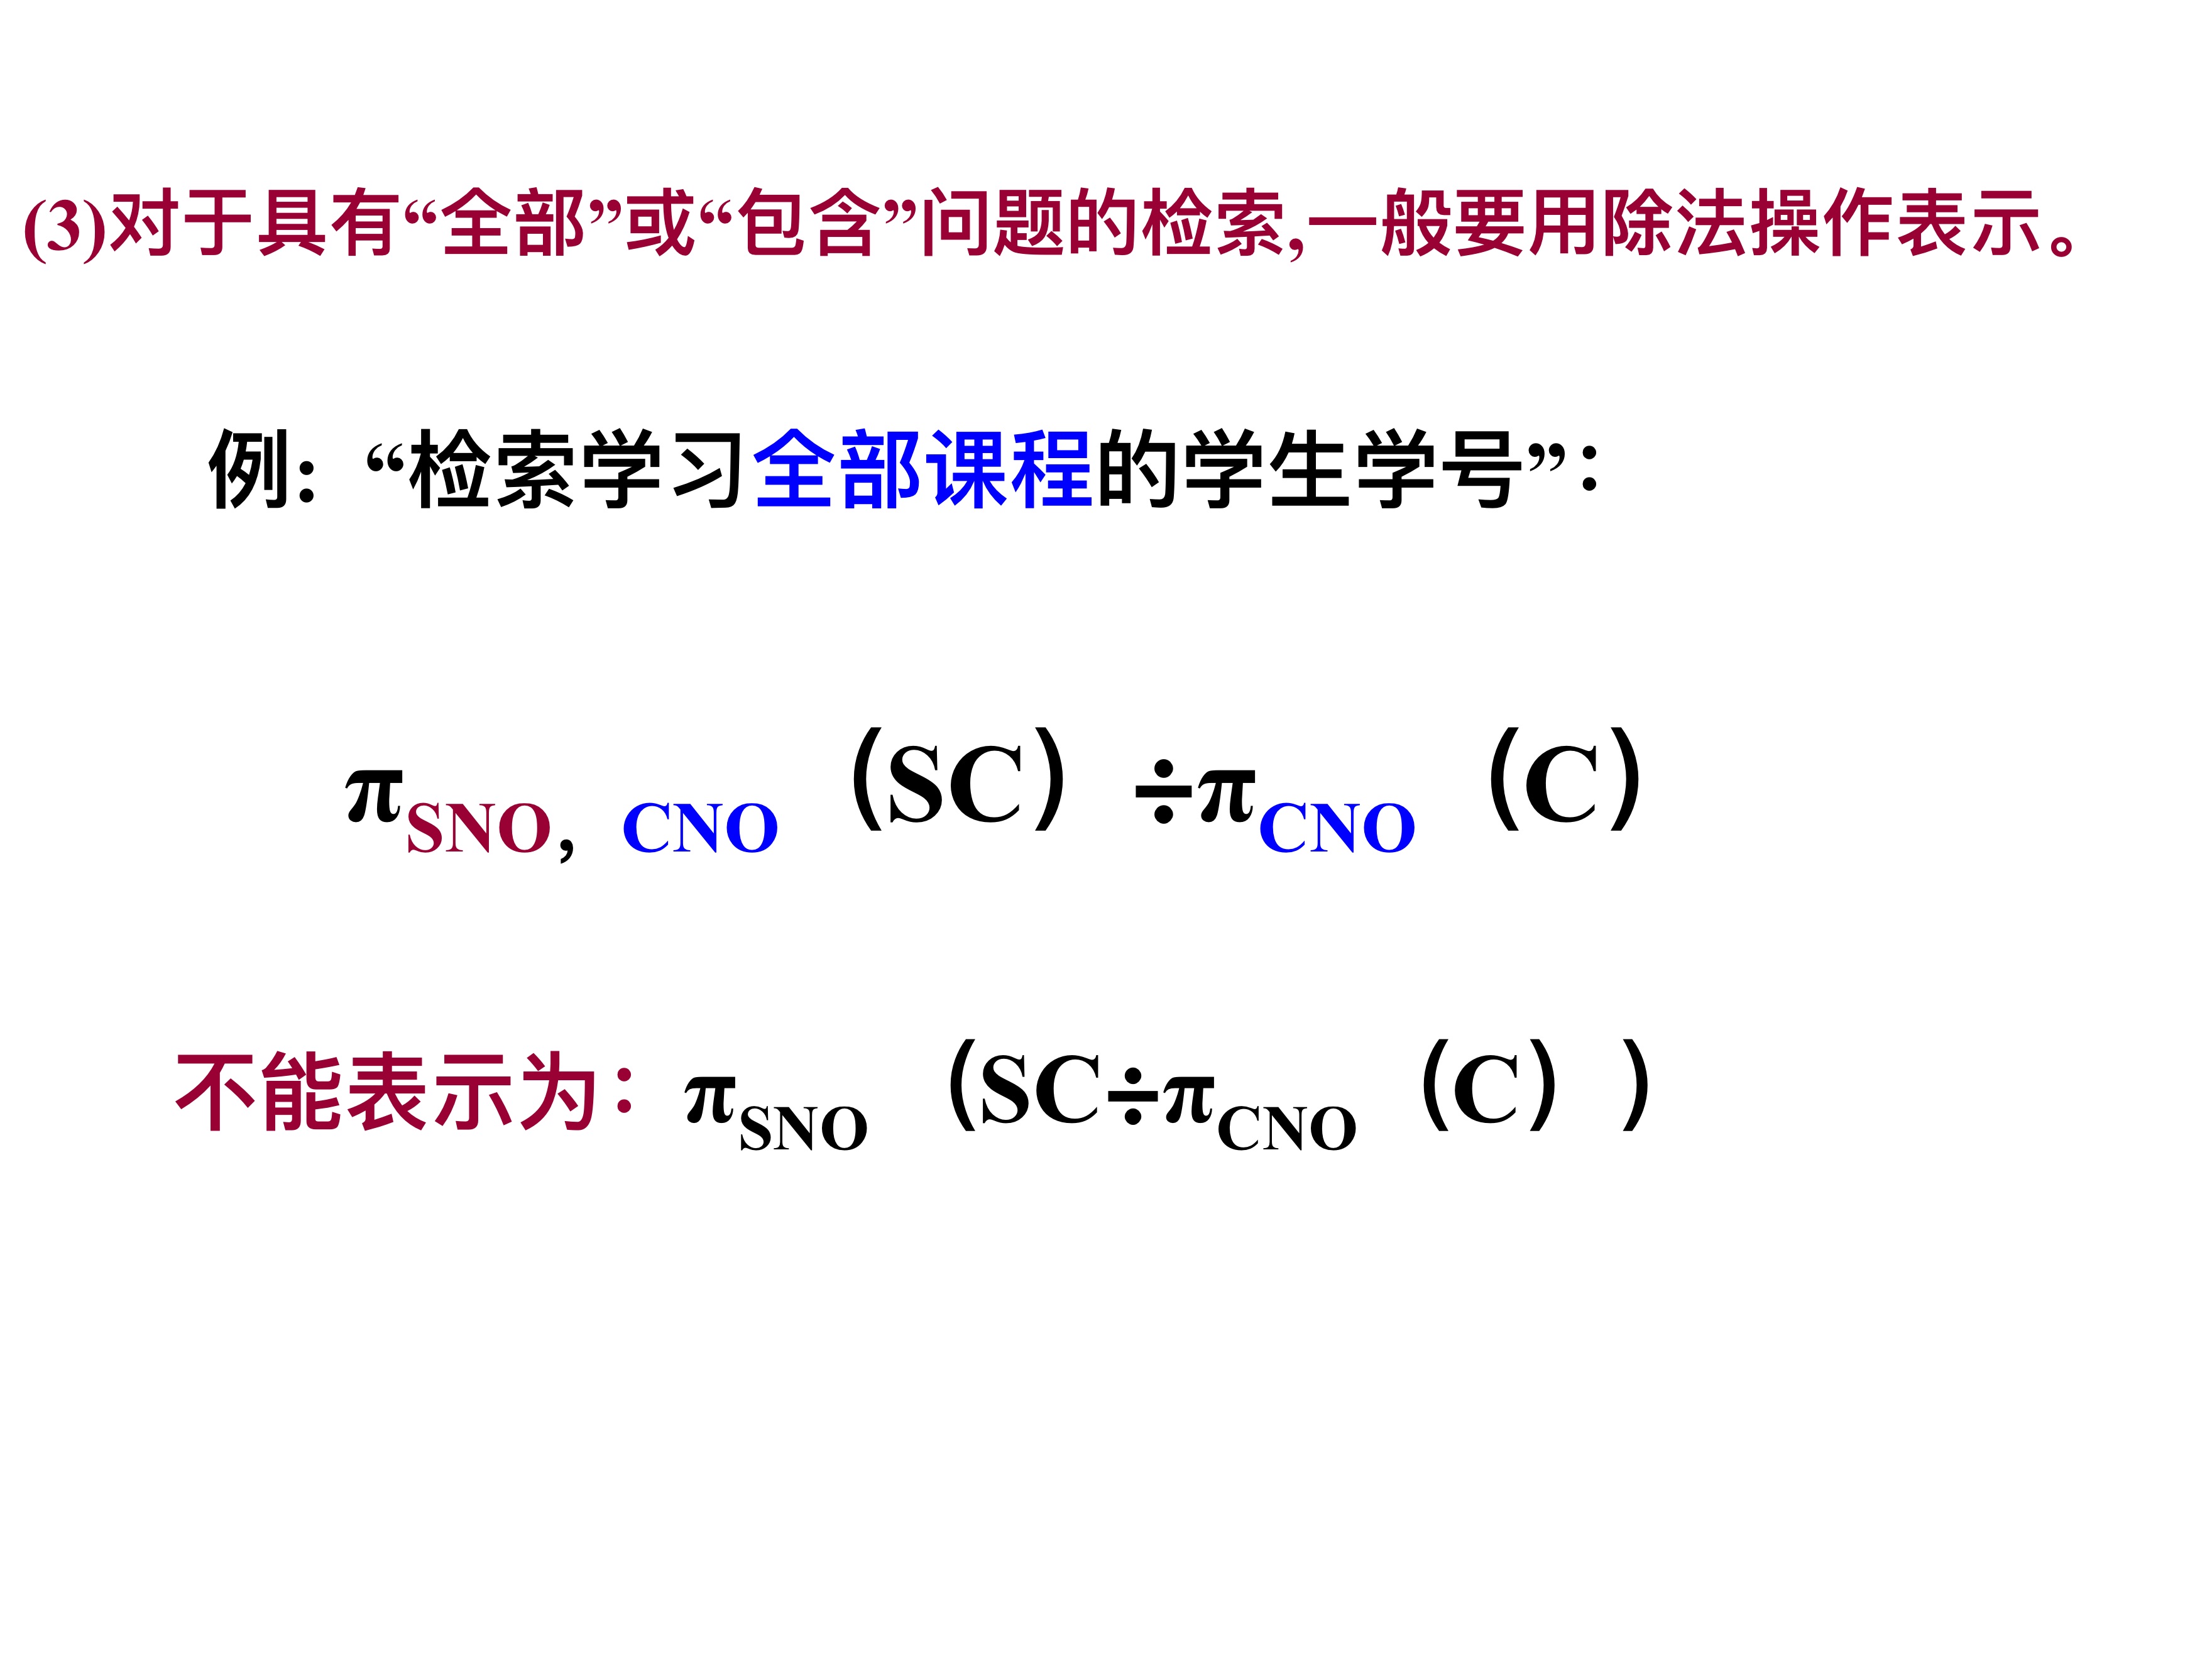 (3)对于具有“全部”或“包含”问题的检索,一般要用除法操作表示。
例：“检索学习全部课程的学生学号”：
πSNO，CNO（SC）÷πCNO（C）
不能表示为：πSNO（SC÷πCNO（C））